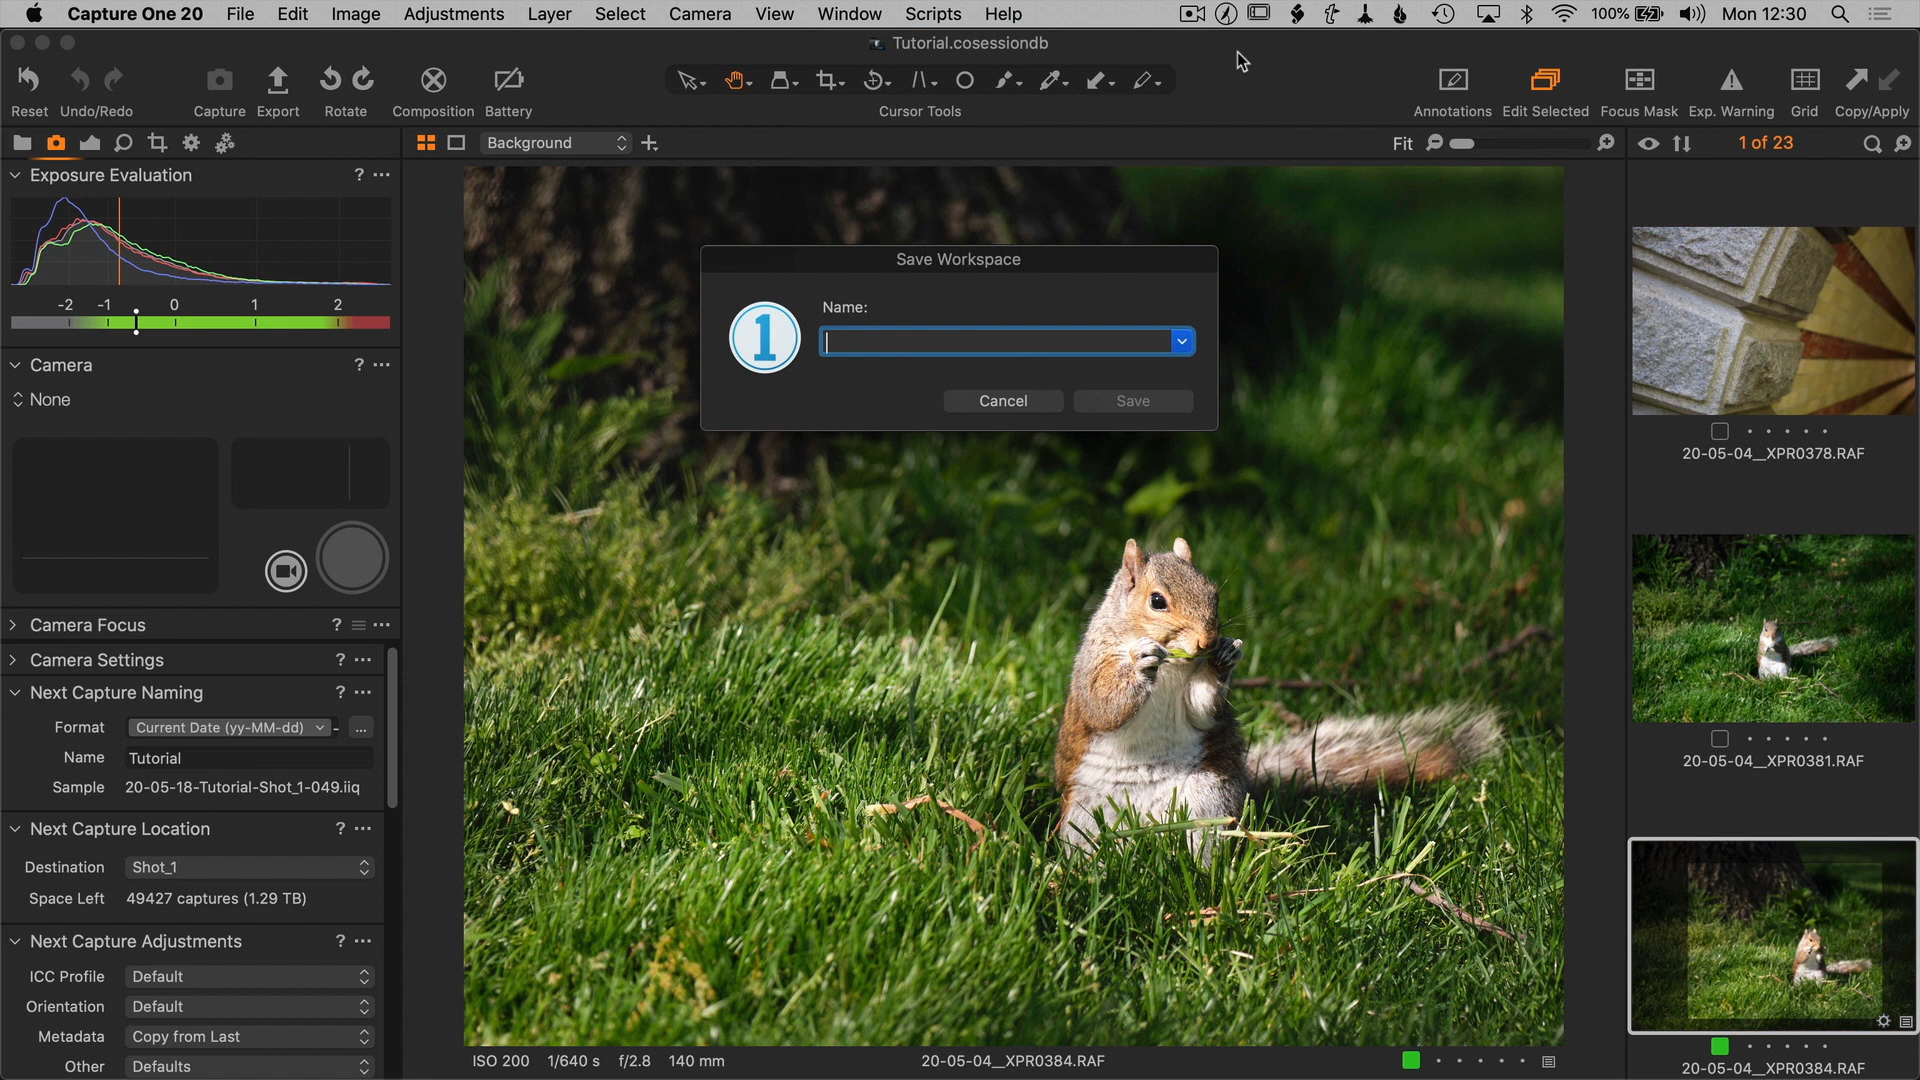 Capture One 20 File Edit Image Adjustments Layer Select Camera View Window Scripts Help 100% Mon 12:30
Tutorial.cosessiondb
Reset Undo/Redo Capture Export Rotate Composition Battery Cursor Tools Annotations Edit Selected Focus Mask Exp. Warning Grid Copy/Apply
Background Fit 1 of 23
Exposure Evaluation ?
-2 -1 0 1 2
Camera ?
None
Camera Focus ?
Camera Settings ?
Next Capture Naming ?
Format Current Date (yy-MM-dd) - ...
Name Tutorial
Sample 20-05-18-Tutorial-Shot_1-049.iiq
Next Capture Location ?
Destination Shot_1
Space Left 49427 captures (1.29 TB)
Next Capture Adjustments ?
ICC Profile Default
Orientation Default
Metadata Copy from Last
Other Defaults
Save Workspace
1
Name:
Cancel Save
ISO 200 1/640 s f/2.8 140 mm 20-05-04__XPR0384.RAF
20-05-04__XPR0378.RAF
20-05-04__XPR0381.RAF
20-05-04__XPR0384.RAF